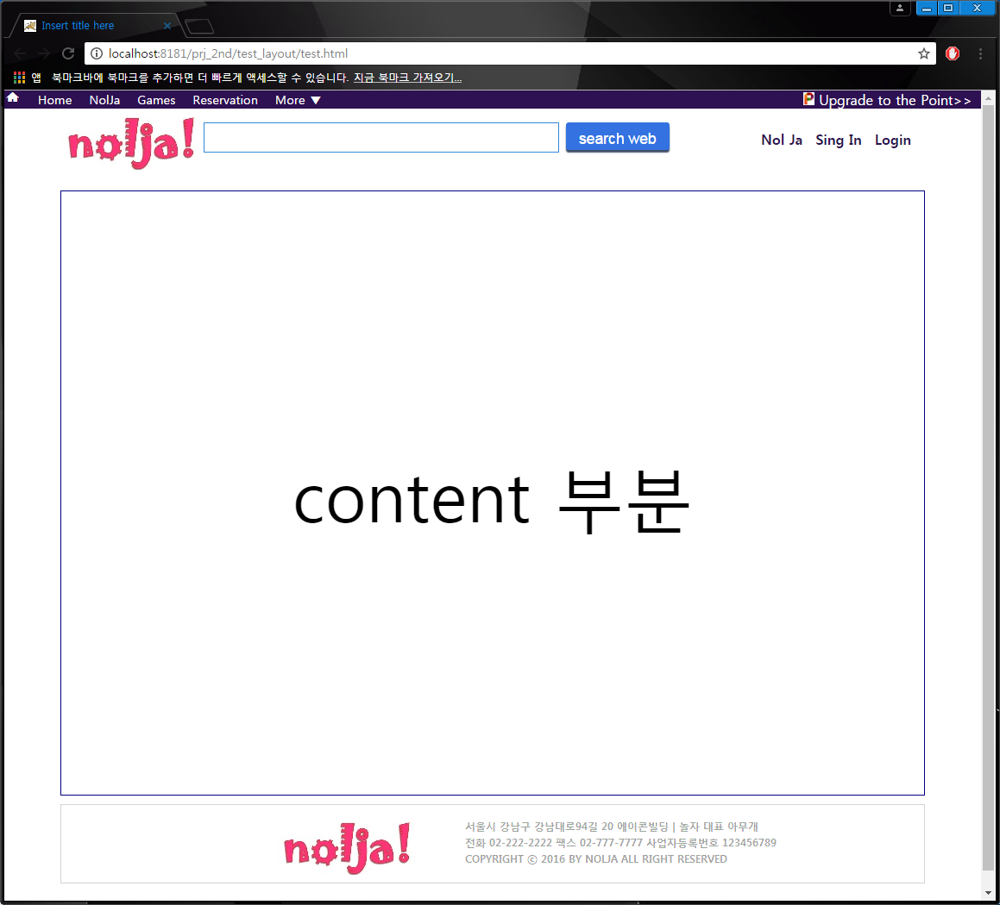 Insert title here
localhost:8181/prj_2nd/test_layout/test.html
앱 북마크바에 북마크를 추가하면 더 빠르게 액세스할 수 있습니다. 지금 북마크 가져오기...
Home NolJa Games Reservation More ▼ P Upgrade to the Point>>
nolja! search web Nol Ja Sing In Login
content 부분
nolja!
서울시 강남구 강남대로94길 20 에이콘빌딩 | 놀자 대표 아무개
전화 02-222-2222 팩스 02-777-7777 사업자등록번호 123456789
COPYRIGHT ⓒ 2016 BY NOLJA ALL RIGHT RESERVED